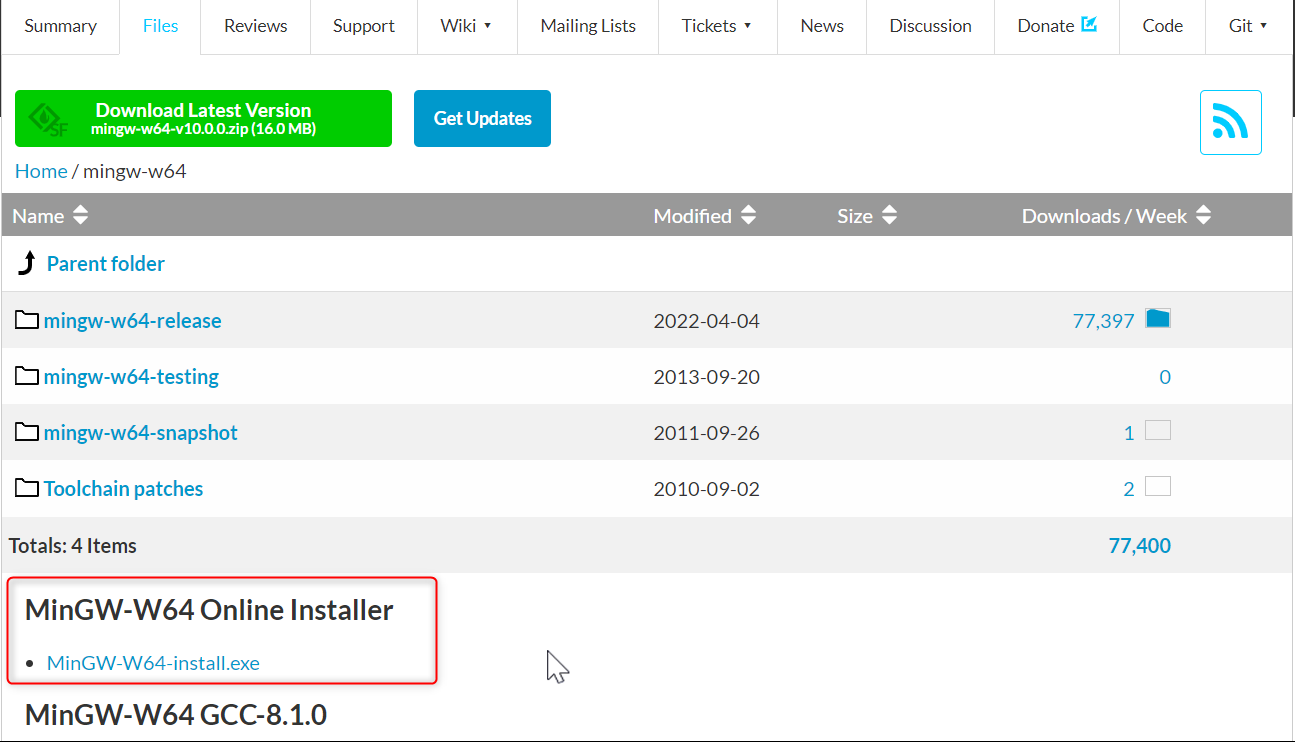 Summary Files Reviews Support Wiki ▾ Mailing Lists Tickets ▾ News Discussion Donate Code Git ▾
Download Latest Version
SF mingw-w64-v10.0.0.zip (16.0 MB)
Get Updates
Home / mingw-w64
Name Modified Size Downloads / Week
Parent folder
mingw-w64-release 2022-04-04 77,397
mingw-w64-testing 2013-09-20 0
mingw-w64-snapshot 2011-09-26 1
Toolchain patches 2010-09-02 2
Totals: 4 Items 77,400
MinGW-W64 Online Installer
• MinGW-W64-install.exe
MinGW-W64 GCC-8.1.0